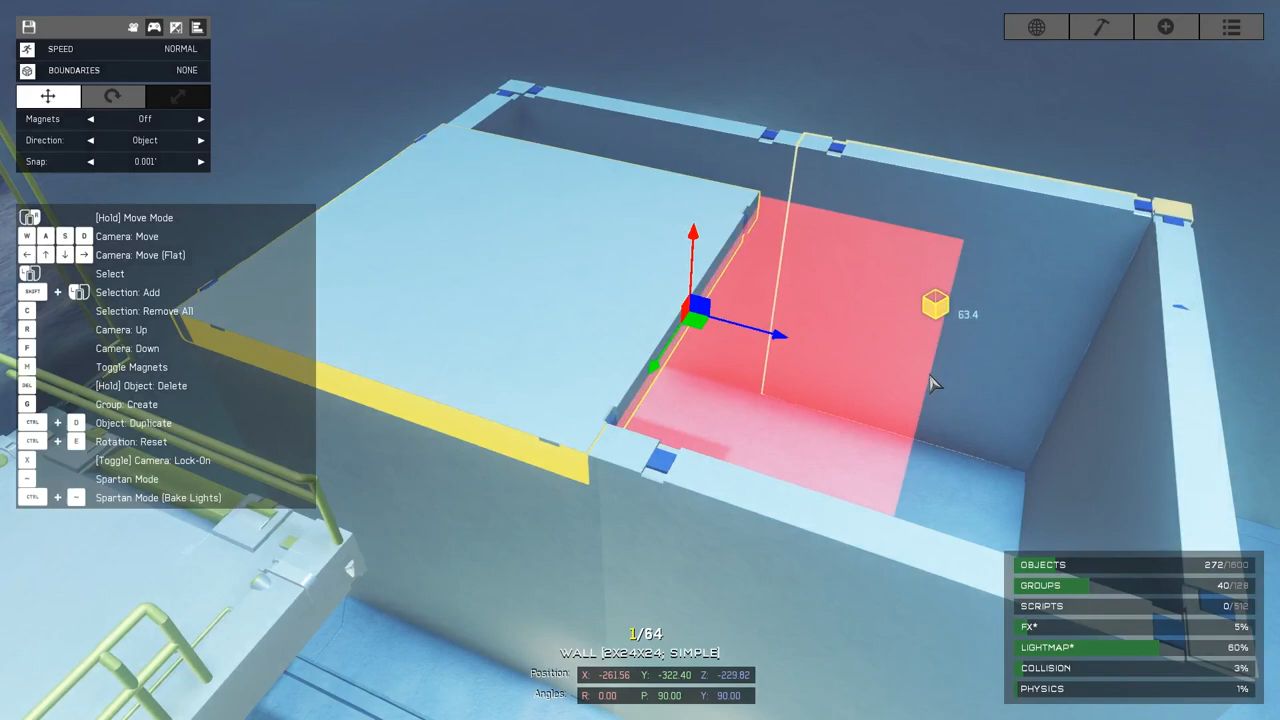 SPEED NORMAL
BOUNDARIES NONE
Magnets Off
Direction: Object
Snap: 0.001'
[Hold] Move Mode
W A S D Camera: Move
← ↑ ↓ → Camera: Move (Flat)
Select
SHIFT + Selection: Add
C Selection: Remove All
R Camera: Up
F Camera: Down
M Toggle Magnets
DEL [Hold] Object: Delete
G Group: Create
CTRL + D Object: Duplicate
CTRL + E Rotation: Reset
X [Toggle] Camera: Lock-On
~ Spartan Mode
CTRL + ~ Spartan Mode (Bake Lights)
63.4
1/64
WALL [2X24X24; SIMPLE]
Position: X: -261.56 Y: -322.40 Z: -229.82
Angles: R: 0.00 P: 90.00 Y: 90.00
OBJECTS 272/1600
GROUPS 40/128
SCRIPTS 0/512
FX* 5%
LIGHTMAP* 60%
COLLISION 3%
PHYSICS 1%